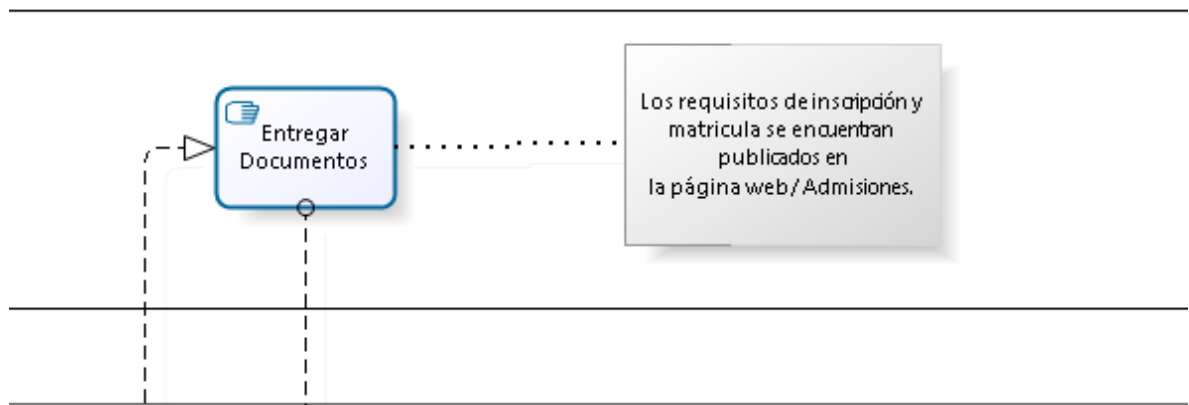 Entregar
Documentos
Los requisitos de inscripción y
matricula se encuentran
publicados en
la página web/ Admisiones.